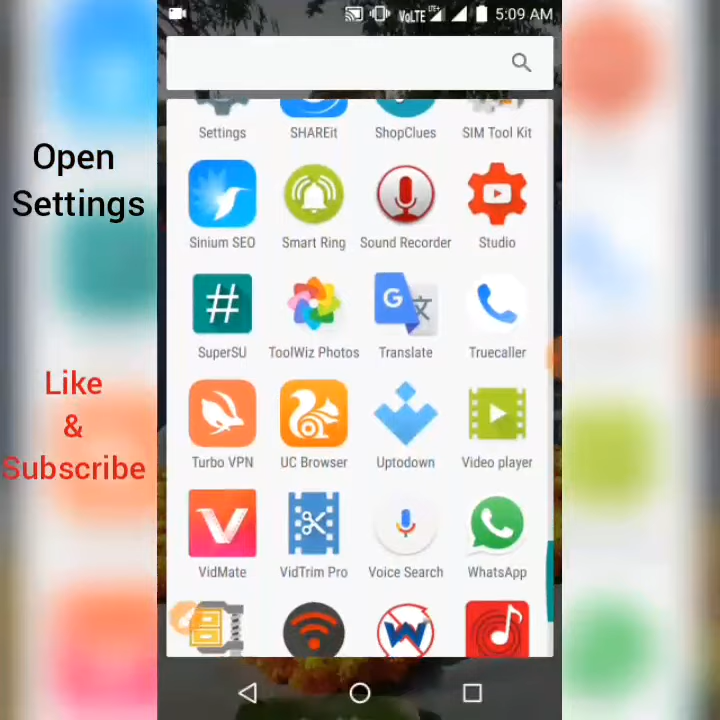 VoLTE LTE+ 5:09 AM
Settings SHAREit ShopClues SIM Tool Kit
Open
Settings
Sinium SEO Smart Ring Sound Recorder Studio
#
SuperSU ToolWiz Photos Translate Truecaller
Like
&
Subscribe
Turbo VPN UC Browser Uptodown Video player
VidMate VidTrim Pro Voice Search WhatsApp